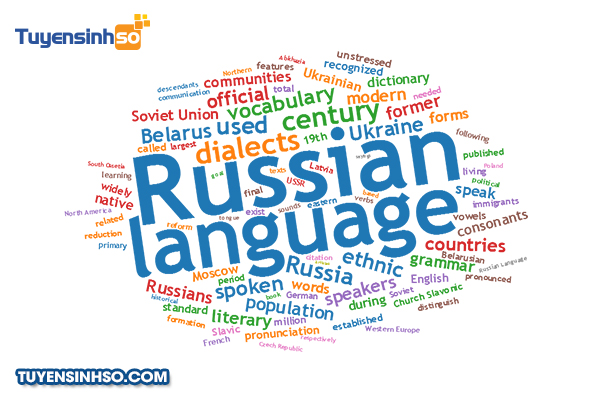 Tuyensinhso
Abkhazia
unstressed
descendants
Northern
features
recognized
communication
communities
Ukrainian
dictionary
total
needed
official
vocabulary
modern
former
Soviet Union
century
forms
Belarus
used
Ukraine
called
largest
dialects
19th
following
published
South Ossetia
texts
Latvia
Poland
learning
goal
Russian
living
widely
USSR
political
native
final
based
speak
immigrants
verbs
North America
tongue
exist
sounds
eastern
vowels
related
language
consonants
reduction
reform
primary
citation
countries
Belarusian
Russian Language
Moscow
Russia
ethnic
grammar
pronounced
Russians
period
spoken
words
speakers
English
historical
book
German
Soviet
Church Slavonic
standard
population
during
distinguish
literary
million
established
formation
Slavic
pronunciation
Western Europe
French
respectively
Czech Republic
TUYENSINHSO.COM